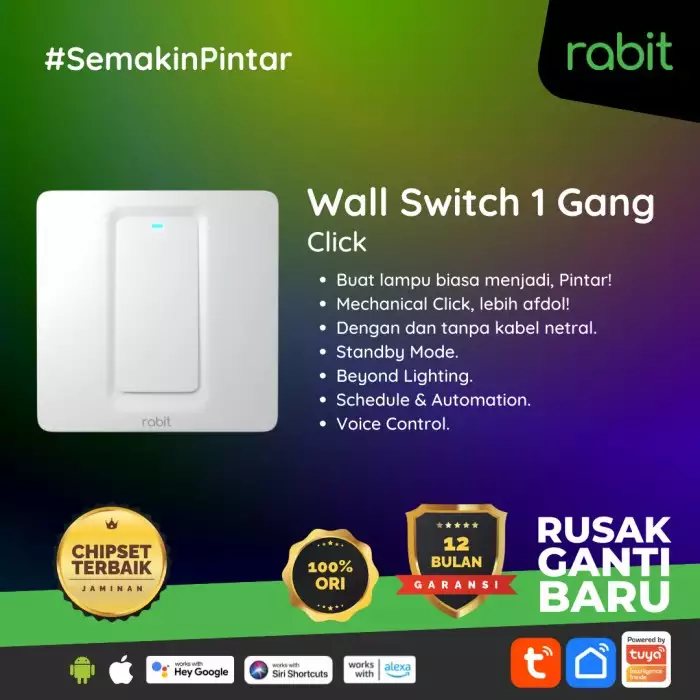 #SemakinPintar
rabit
Wall Switch 1 Gang
Click
• Buat lampu biasa menjadi, Pintar!
• Mechanical Click, lebih afdol!
• Dengan dan tanpa kabel netral.
• Standby Mode.
• Beyond Lighting.
• Schedule & Automation.
• Voice Control.
rabit
CHIPSET
TERBAIK
JAMINAN
100%
ORI
12
BULAN
GARANSI
RUSAK
GANTI
BARU
works with
Hey Google
works with
Siri Shortcuts
works
with
alexa
Powered by
tuya
Intelligence
Inside